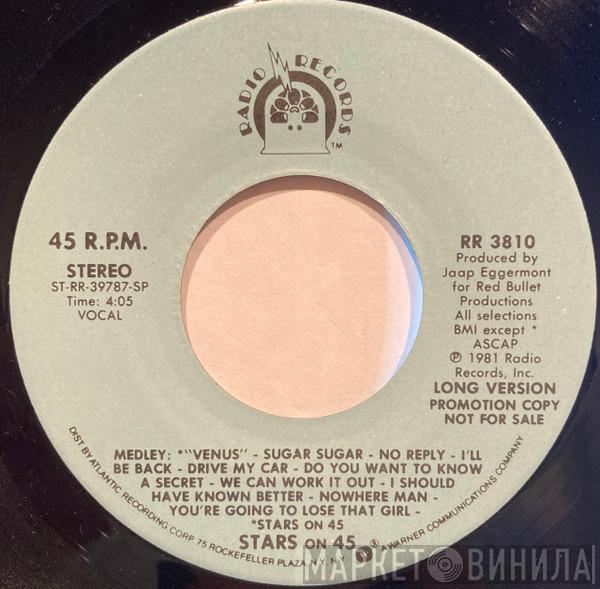 RADIO RECORDS
TM
45 R.P.M.
STEREO
ST-RR-39787-SP
Time: 4:05
VOCAL
RR 3810
Produced by
Jaap Eggermont
for Red Bullet
Productions
All selections
BMI except *
ASCAP
℗ 1981 Radio
Records, Inc.
LONG VERSION
PROMOTION COPY
NOT FOR SALE
MEDLEY: *"VENUS" - SUGAR SUGAR - NO REPLY - I'LL
BE BACK - DRIVE MY CAR - DO YOU WANT TO KNOW
A SECRET - WE CAN WORK IT OUT - I SHOULD
HAVE KNOWN BETTER - NOWHERE MAN -
YOU'RE GOING TO LOSE THAT GIRL -
*STARS ON 45
STARS ON 45
DIST BY ATLANTIC RECORDING CORP. 75 ROCKEFELLER PLAZA, N.Y. N.Y. ® A WARNER COMMUNICATIONS COMPANY
МАРКЕТ ВИНИЛА